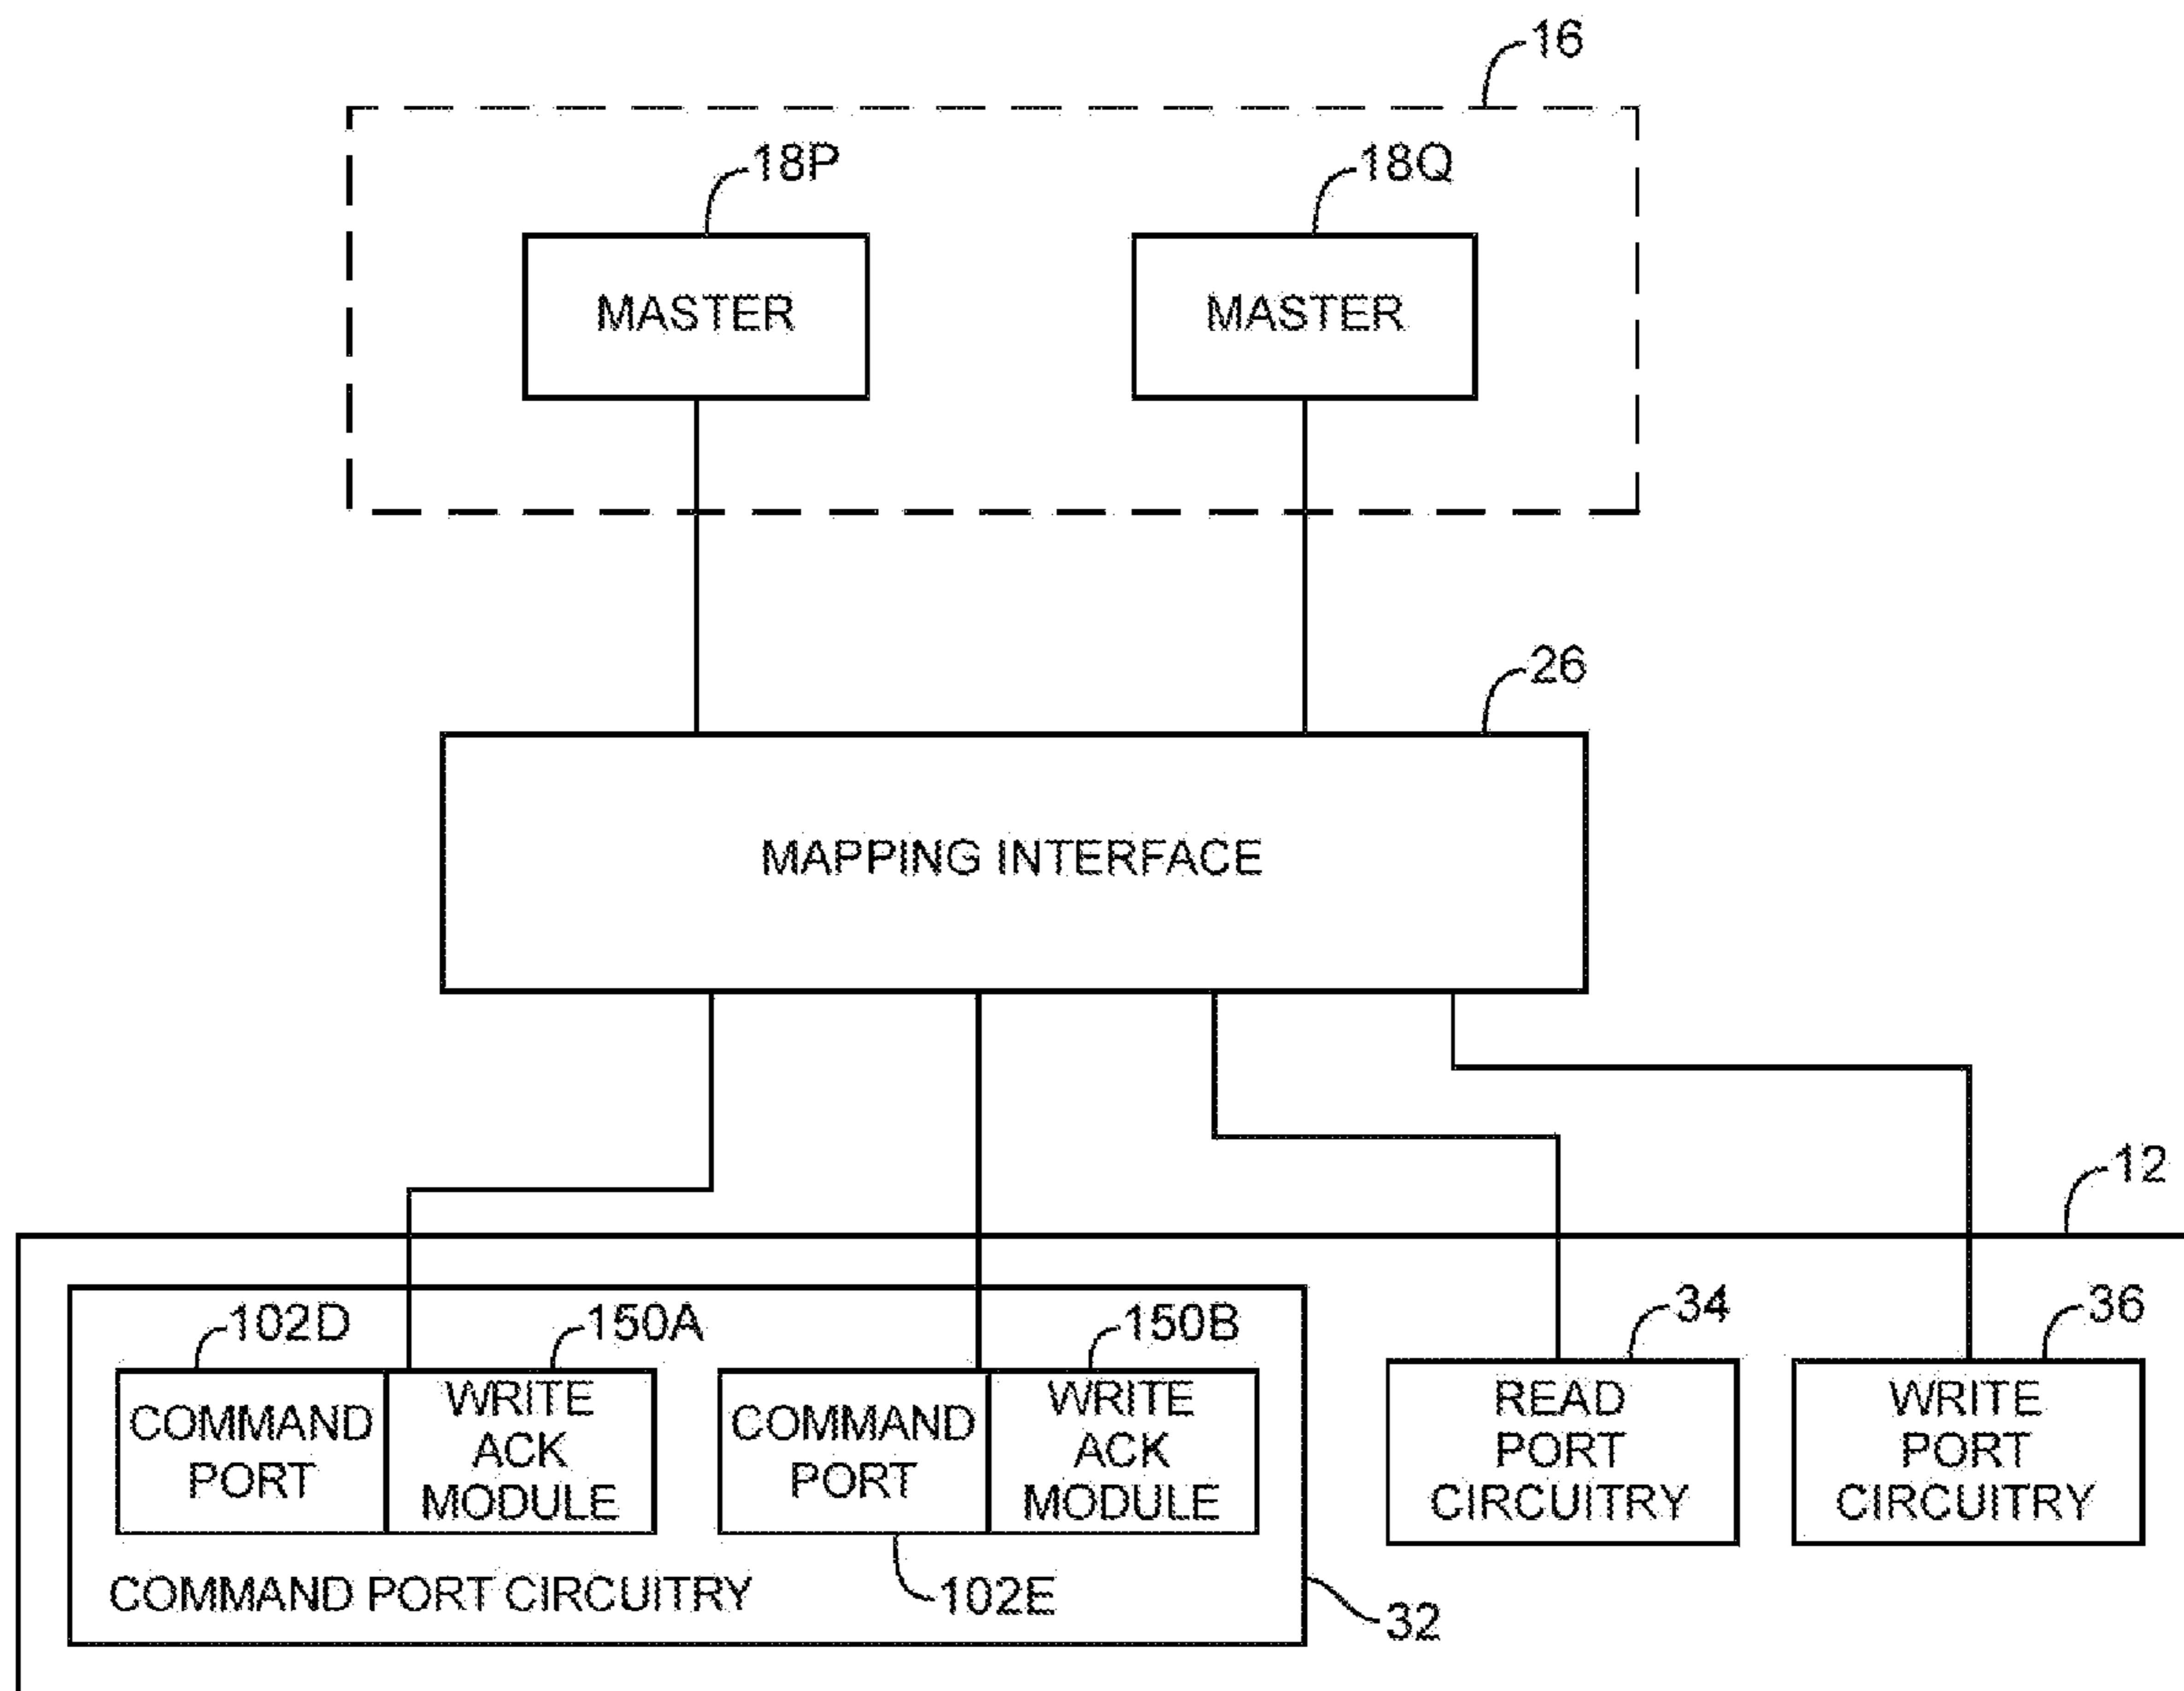 16
18P
18Q
MASTER
MASTER
26
MAPPING INTERFACE
12
102D
150A
150B
34
36
COMMAND
PORT
WRITE
ACK
MODULE
COMMAND
PORT
WRITE
ACK
MODULE
READ
PORT
CIRCUITRY
WRITE
PORT
CIRCUITRY
COMMAND PORT CIRCUITRY
102E
32